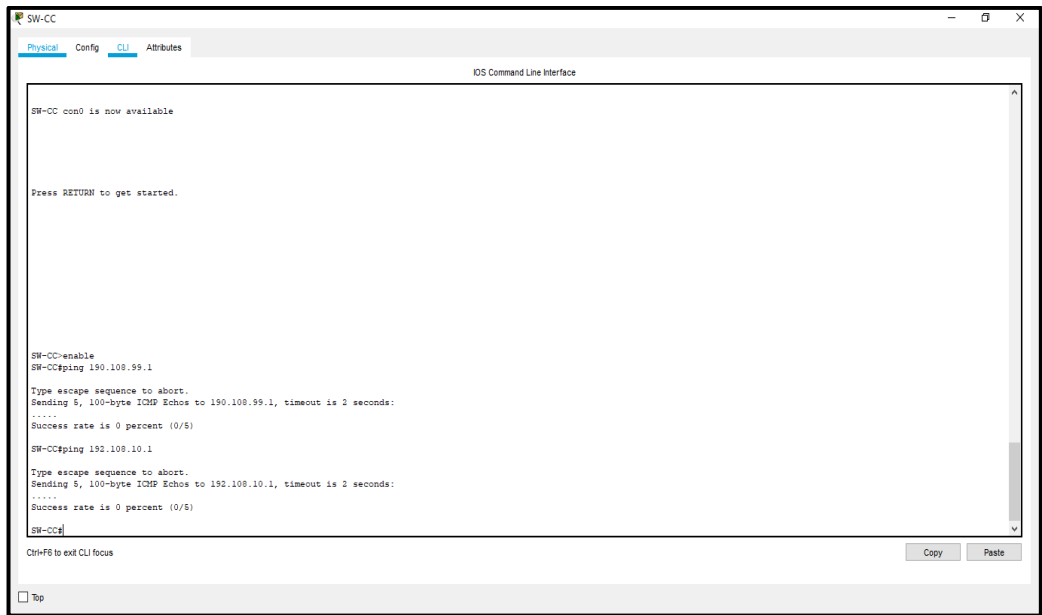 SW-CC
Physical Config CLI Attributes
IOS Command Line Interface
SW-CC con0 is now available
Press RETURN to get started.
SW-CC>enable
SW-CC#ping 190.108.99.1
Type escape sequence to abort.
Sending 5, 100-byte ICMP Echos to 190.108.99.1, timeout is 2 seconds:
.....
Success rate is 0 percent (0/5)
SW-CC#ping 192.108.10.1
Type escape sequence to abort.
Sending 5, 100-byte ICMP Echos to 192.108.10.1, timeout is 2 seconds:
.....
Success rate is 0 percent (0/5)
SW-CC#
Ctrl+F6 to exit CLI focus
Copy Paste
Top